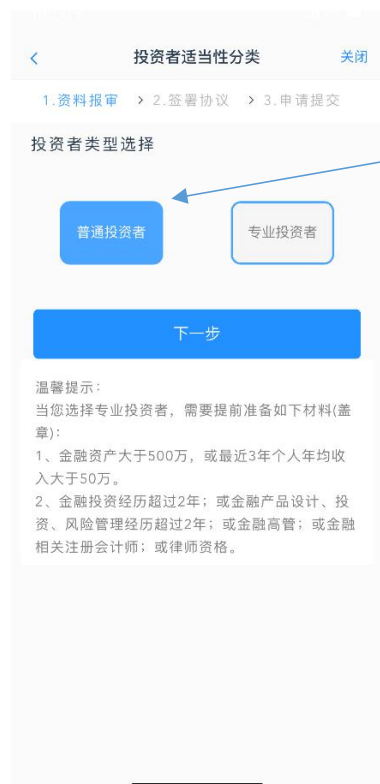 投资者适当性分类 关闭
1.资料报审 > 2.签署协议 > 3.申请提交
投资者类型选择
普通投资者 专业投资者
下一步
温馨提示：
当您选择专业投资者，需要提前准备如下材料(盖
章)：
1、金融资产大于500万，或最近3年个人年均收
入大于50万。
2、金融投资经历超过2年；或金融产品设计、投
资、风险管理经历超过2年；或金融高管；或金融
相关注册会计师；或律师资格。